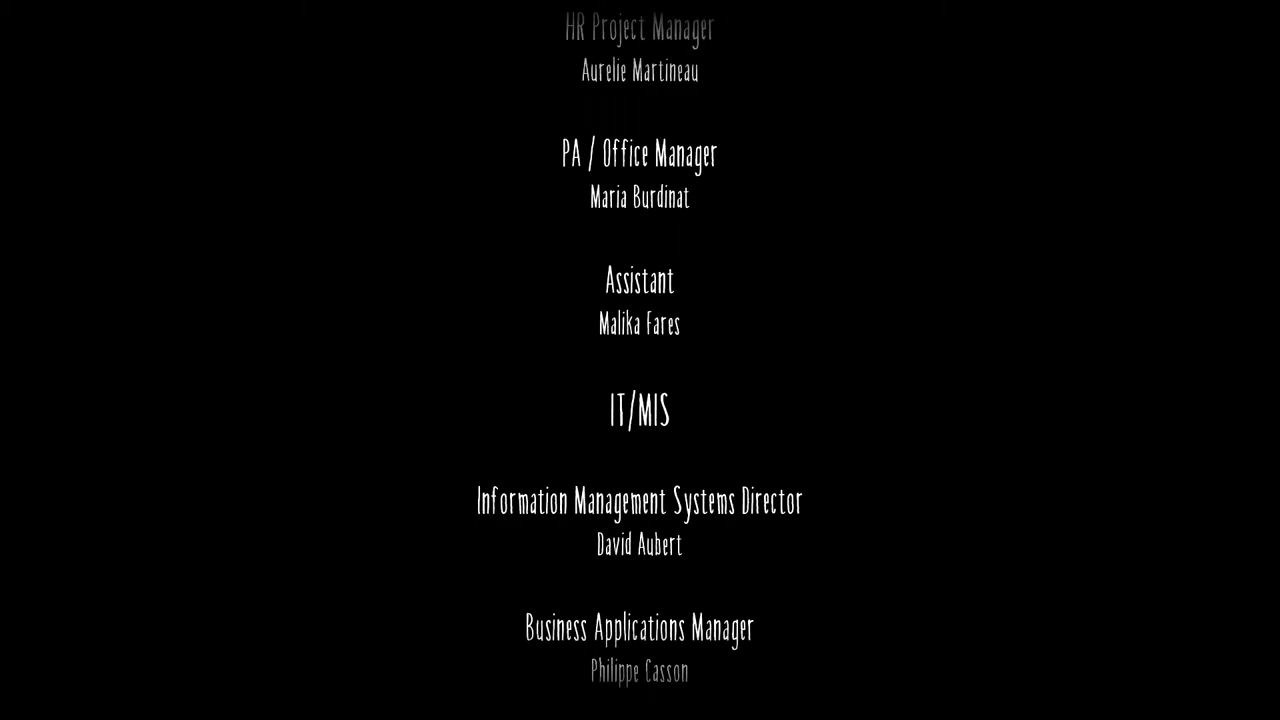 HR Project Manager
Aurelie Martineau
PA / Office Manager
Maria Burdinat
Assistant
Malika Fares
IT/MIS
Information Management Systems Director
David Aubert
Business Applications Manager
Philippe Casson